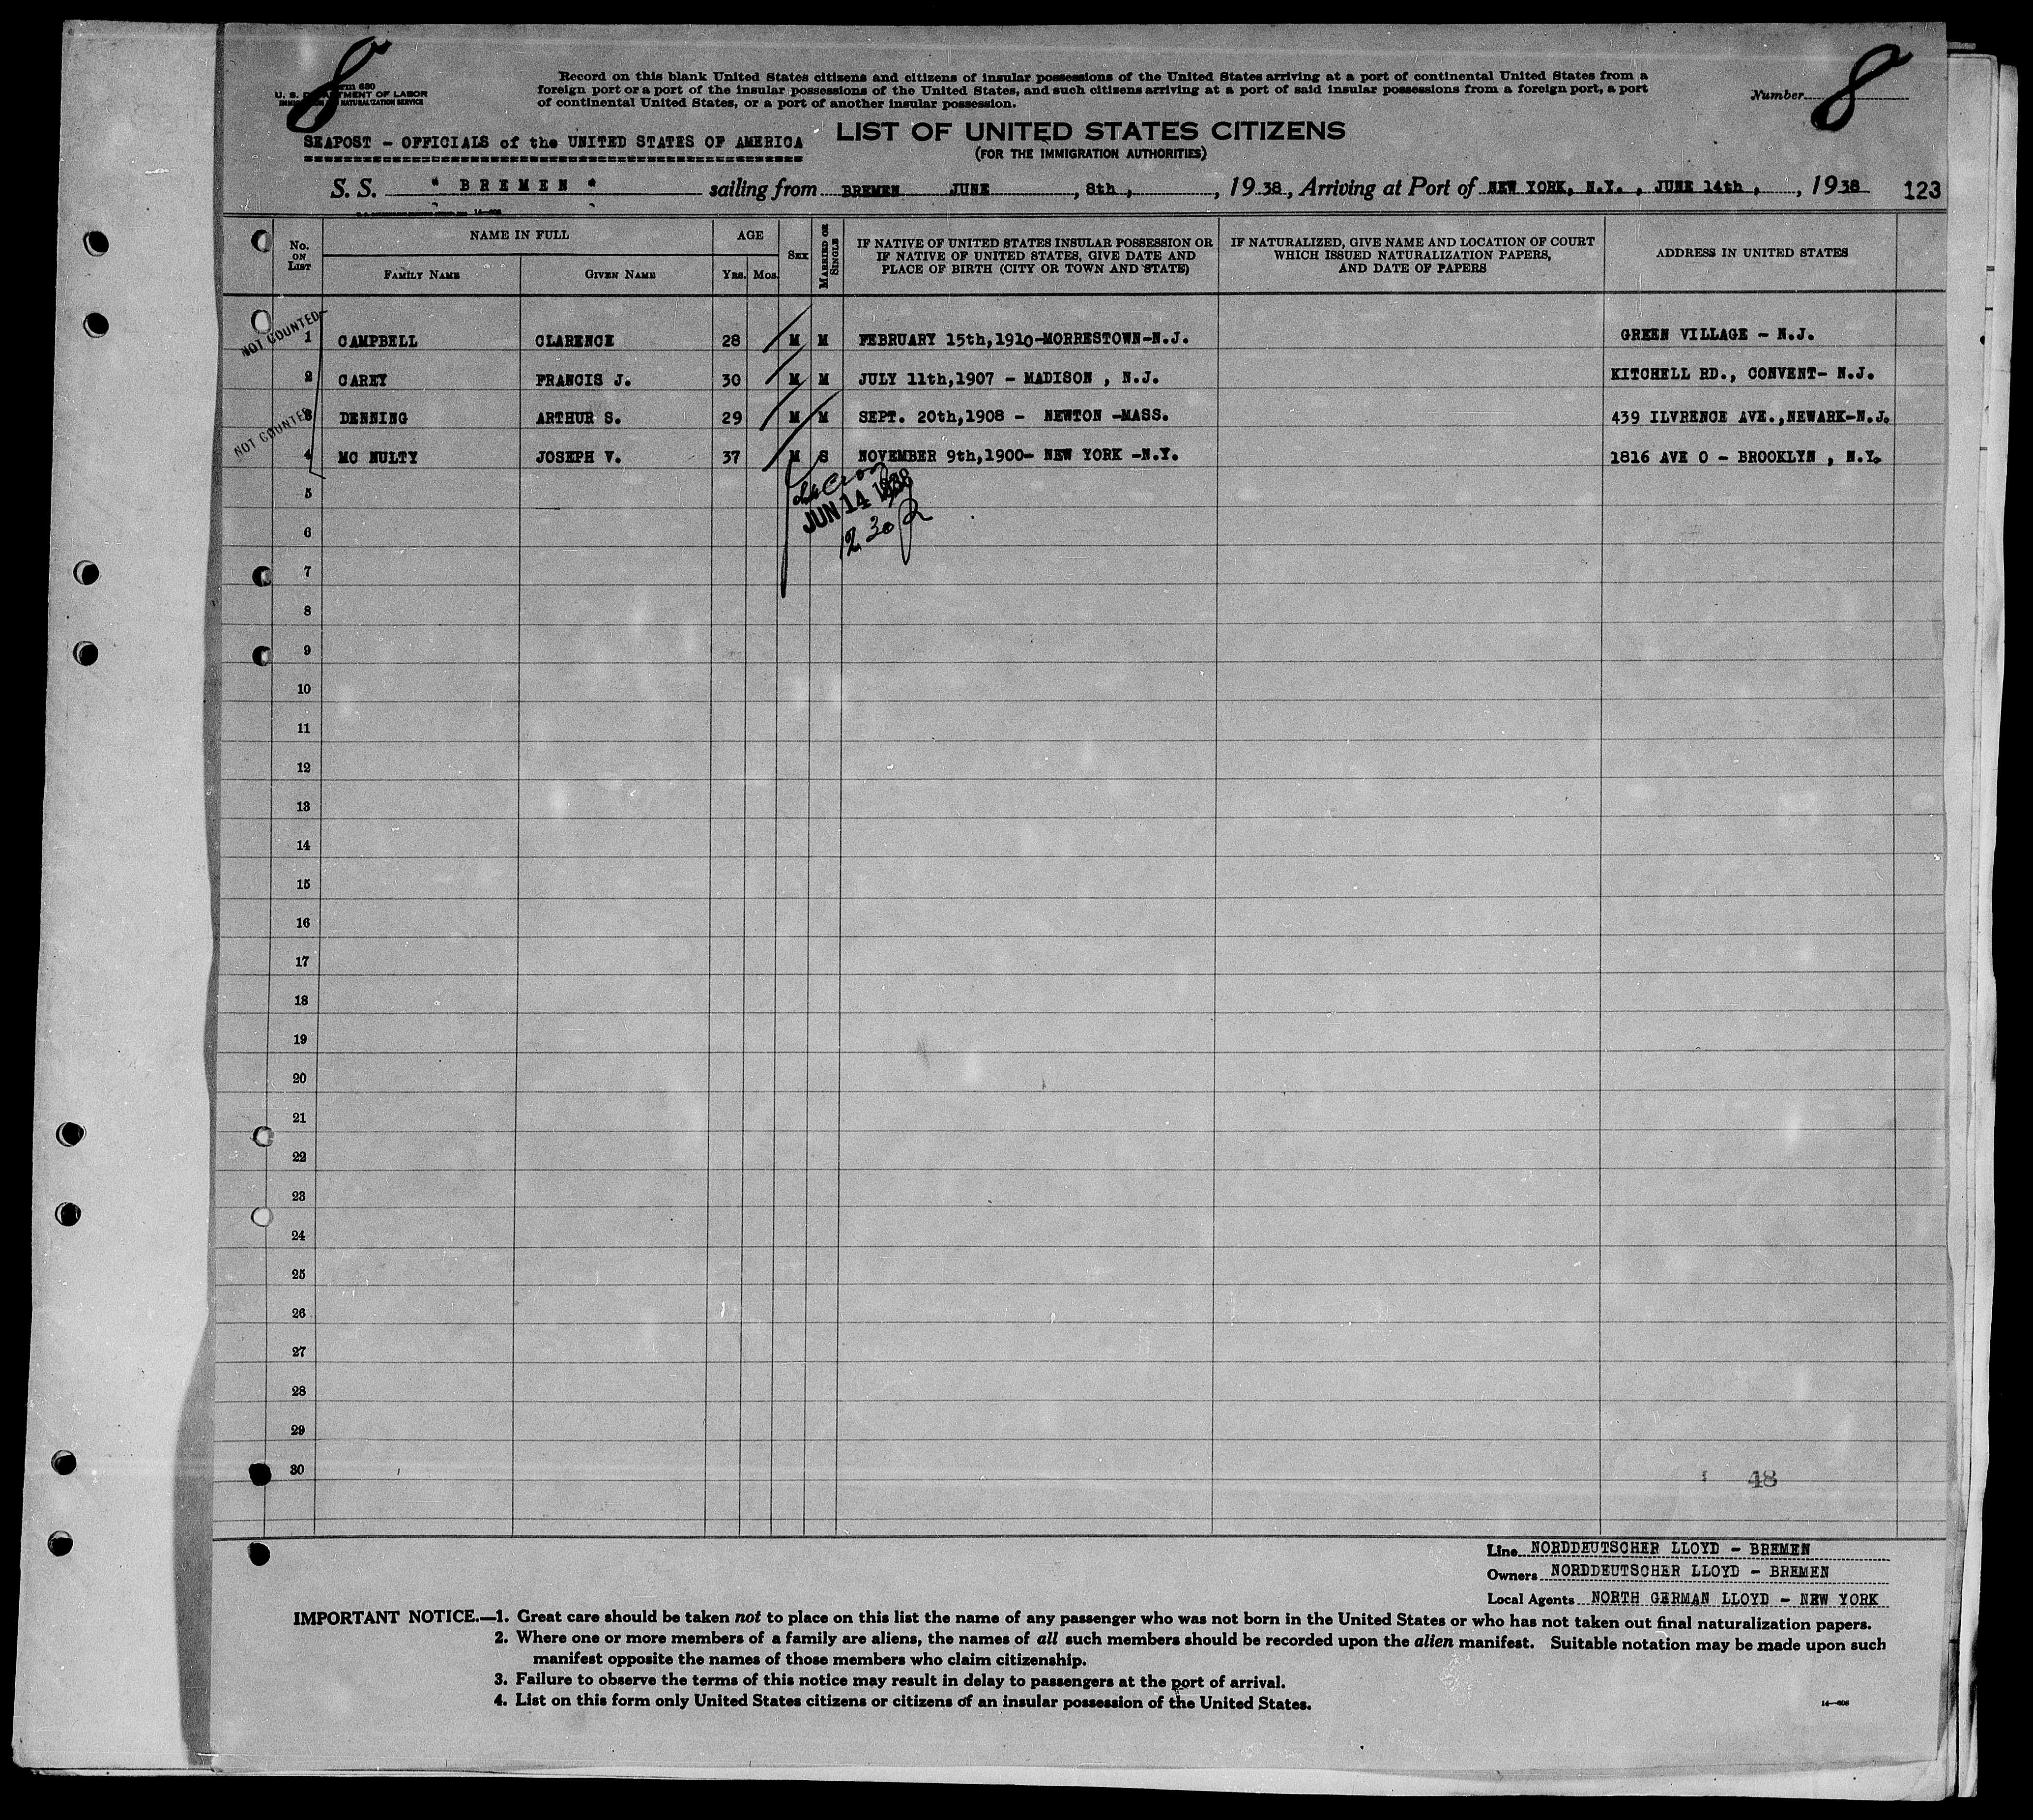 8
8
Form 630
U. S. DEPARTMENT OF LABOR
IMMIGRATION AND NATURALIZATION SERVICE
Record on this blank United States citizens and citizens of insular possessions of the United States arriving at a port of continental United States from a
foreign port or a port of the insular possessions of the United States, and such citizens arriving at a port of said insular possessions from a foreign port, a port
of continental United States, or a port of another insular possession.
Number
SEAPOST - OFFICIALS of the UNITED STATES OF AMERICA
LIST OF UNITED STATES CITIZENS
(FOR THE IMMIGRATION AUTHORITIES)
S. S. " BREMEN " sailing from BREMEN JUNE , 8th , , 19 38, Arriving at Port of NEW YORK, N.Y. , JUNE 14th , , 19 38 123
No. ON LIST
NAME IN FULL
FAMILY NAME
GIVEN NAME
AGE
YRS. MOS.
SEX
MARRIED OR SINGLE
IF NATIVE OF UNITED STATES INSULAR POSSESSION OR
IF NATIVE OF UNITED STATES, GIVE DATE AND
PLACE OF BIRTH (CITY OR TOWN AND STATE)
IF NATURALIZED, GIVE NAME AND LOCATION OF COURT
WHICH ISSUED NATURALIZATION PAPERS,
AND DATE OF PAPERS
ADDRESS IN UNITED STATES
NOT COUNTED
1 CAMPBELL CLARENCE 28 M M FEBRUARY 15th,1910-MORRESTOWN-N.J. GREEN VILLAGE - N.J.
2 CAREY FRANCIS J. 30 M M JULY 11th,1907 - MADISON , N.J. KITCHELL RD., CONVENT- N.J.
NOT COUNTED
3 DENNING ARTHUR S. 29 M M SEPT. 20th,1908 - NEWTON -MASS. 439 ILVRENCE AVE.,NEWARK-N.J.
4 MC NULTY JOSEPH V. 37 M S NOVEMBER 9th,1900- NEW YORK -N.Y. 1816 AVE O - BROOKLYN , N.Y.
JUN 14 1938
12 30 P
5
6
7
8
9
10
11
12
13
14
15
16
17
18
19
20
21
22
23
24
25
26
27
28
29
30
48
Line NORDDEUTSCHER LLOYD - BREMEN
Owners NORDDEUTSCHER LLOYD - BREMEN
Local Agents NORTH GERMAN LLOYD - NEW YORK
IMPORTANT NOTICE.—1. Great care should be taken not to place on this list the name of any passenger who was not born in the United States or who has not taken out final naturalization papers.
2. Where one or more members of a family are aliens, the names of all such members should be recorded upon the alien manifest. Suitable notation may be made upon such
manifest opposite the names of those members who claim citizenship.
3. Failure to observe the terms of this notice may result in delay to passengers at the port of arrival.
4. List on this form only United States citizens or citizens of an insular possession of the United States.
14—608